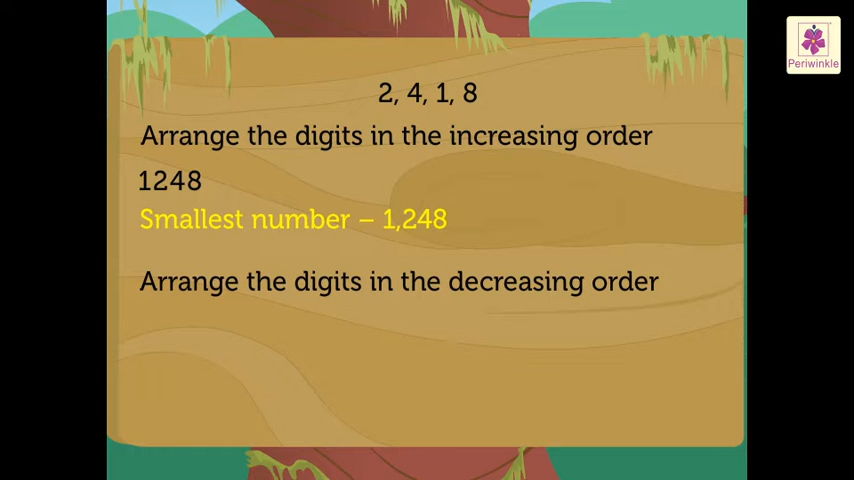 Periwinkle
2, 4, 1, 8
Arrange the digits in the increasing order
1248
Smallest number – 1,248
Arrange the digits in the decreasing order